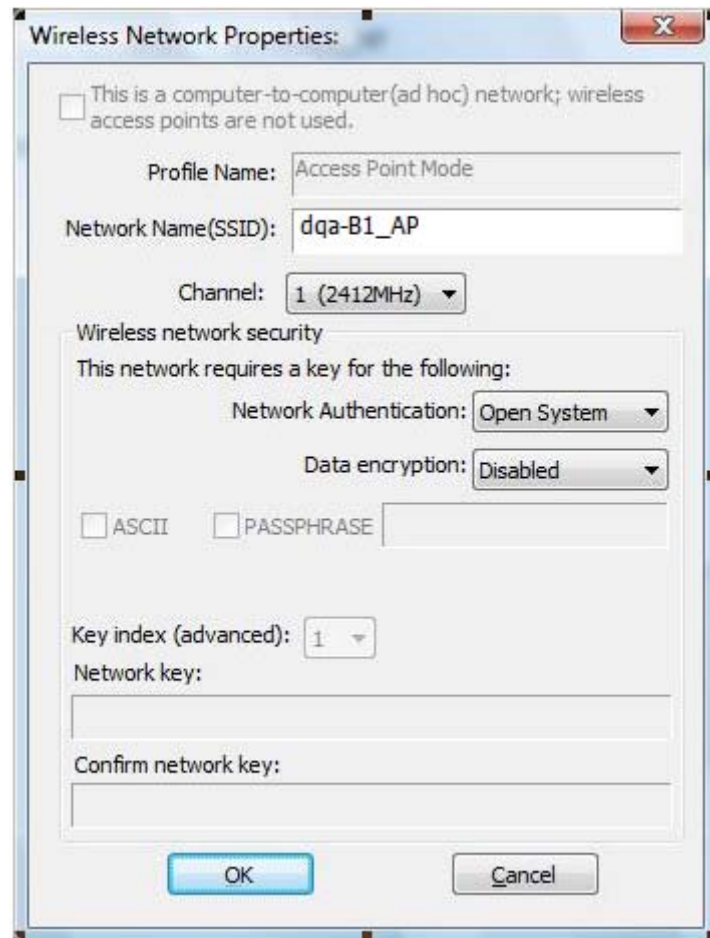 Wireless Network Properties:
This is a computer-to-computer(ad hoc) network; wireless
access points are not used.
Profile Name: Access Point Mode
Network Name(SSID): dqa-B1_AP
Channel: 1 (2412MHz)
Wireless network security
This network requires a key for the following:
Network Authentication: Open System
Data encryption: Disabled
ASCII PASSPHRASE
Key index (advanced): 1
Network key:
Confirm network key:
OK Cancel